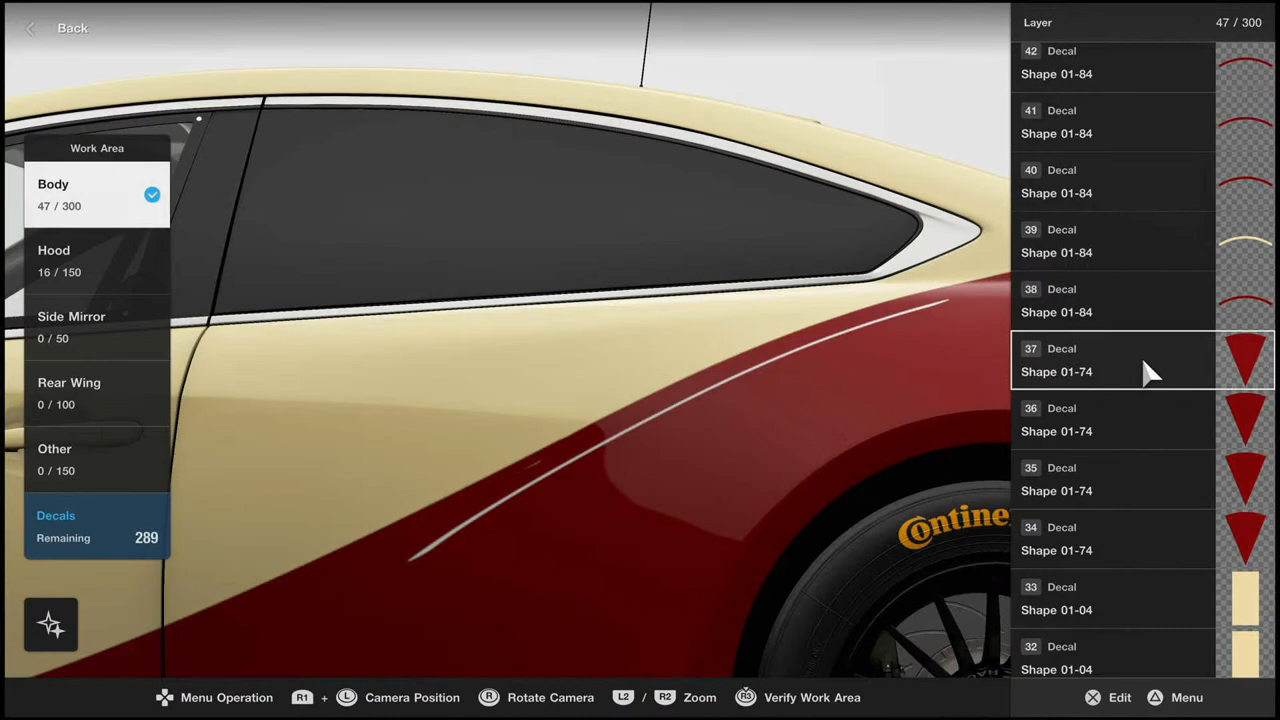 Back
Work Area
Body
47 / 300
Hood
16 / 150
Side Mirror
0 / 50
Rear Wing
0 / 100
Other
0 / 150
Decals
Remaining 289
Layer 47 / 300
42 Decal
Shape 01-84
41 Decal
Shape 01-84
40 Decal
Shape 01-84
39 Decal
Shape 01-84
38 Decal
Shape 01-84
37 Decal
Shape 01-74
36 Decal
Shape 01-74
35 Decal
Shape 01-74
34 Decal
Shape 01-74
33 Decal
Shape 01-04
32 Decal
Shape 01-04
Contine
Menu Operation R1 + L Camera Position R Rotate Camera L2 / R2 Zoom R3 Verify Work Area Edit Menu